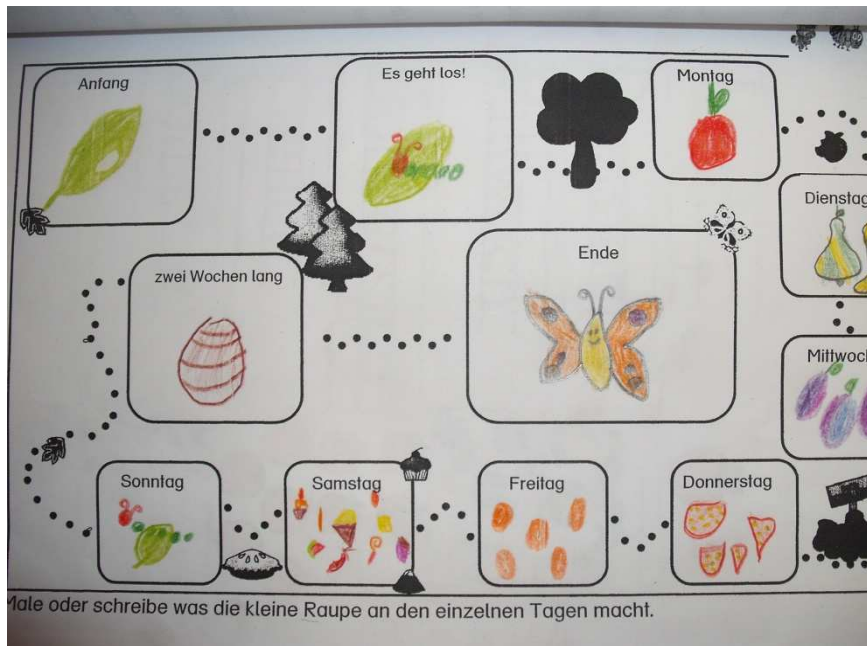 Anfang
Es geht los!
Montag
Dienstag
Mittwoch
Donnerstag
Freitag
Samstag
Sonntag
zwei Wochen lang
Ende
Male oder schreibe was die kleine Raupe an den einzelnen Tagen macht.